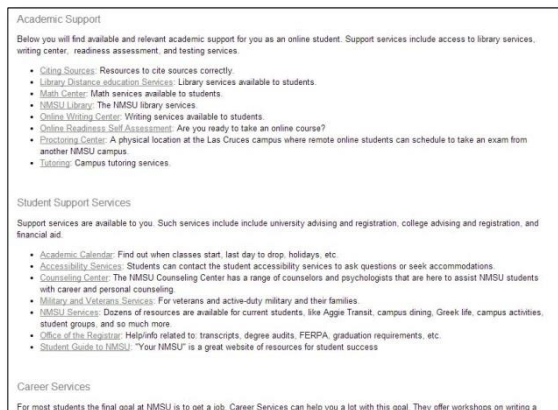 Academic Support
Below you will find available and relevant academic support for you as an online student. Support services include access to library services,
writing center, readiness assessment, and testing services.
• Citing Sources: Resources to cite sources correctly.
• Library Distance education Services: Library services available to students.
• Math Center: Math services available to students.
• NMSU Library: The NMSU library services.
• Online Writing Center: Writing services available to students.
• Online Readiness Self Assessment: Are you ready to take an online course?
• Proctoring Center: A physical location at the Las Cruces campus where remote online students can schedule to take an exam from
another NMSU campus.
• Tutoring: Campus tutoring services.
Student Support Services
Support services are available to you. Such services include include university advising and registration, college advising and registration, and
financial aid.
• Academic Calendar: Find out when classes start, last day to drop, holidays, etc.
• Accessibility Services: Students can contact the student accessibility services to ask questions or seek accommodations.
• Counseling Center: The NMSU Counseling Center has a range of counselors and psychologists that are here to assist NMSU students
with career and personal counseling.
• Military and Veterans Services: For veterans and active-duty military and their families.
• NMSU Services: Dozens of resources are available for current students, like Aggie Transit, campus dining, Greek life, campus activities,
student groups, and so much more.
• Office of the Registrar: Help/info related to: transcripts, degree audits, FERPA, graduation requirements, etc.
• Student Guide to NMSU: "Your NMSU" is a great website of resources for student success
Career Services
For most students the final goal at NMSU is to get a job. Career Services can help you a lot with this goal. They offer workshops on writing a